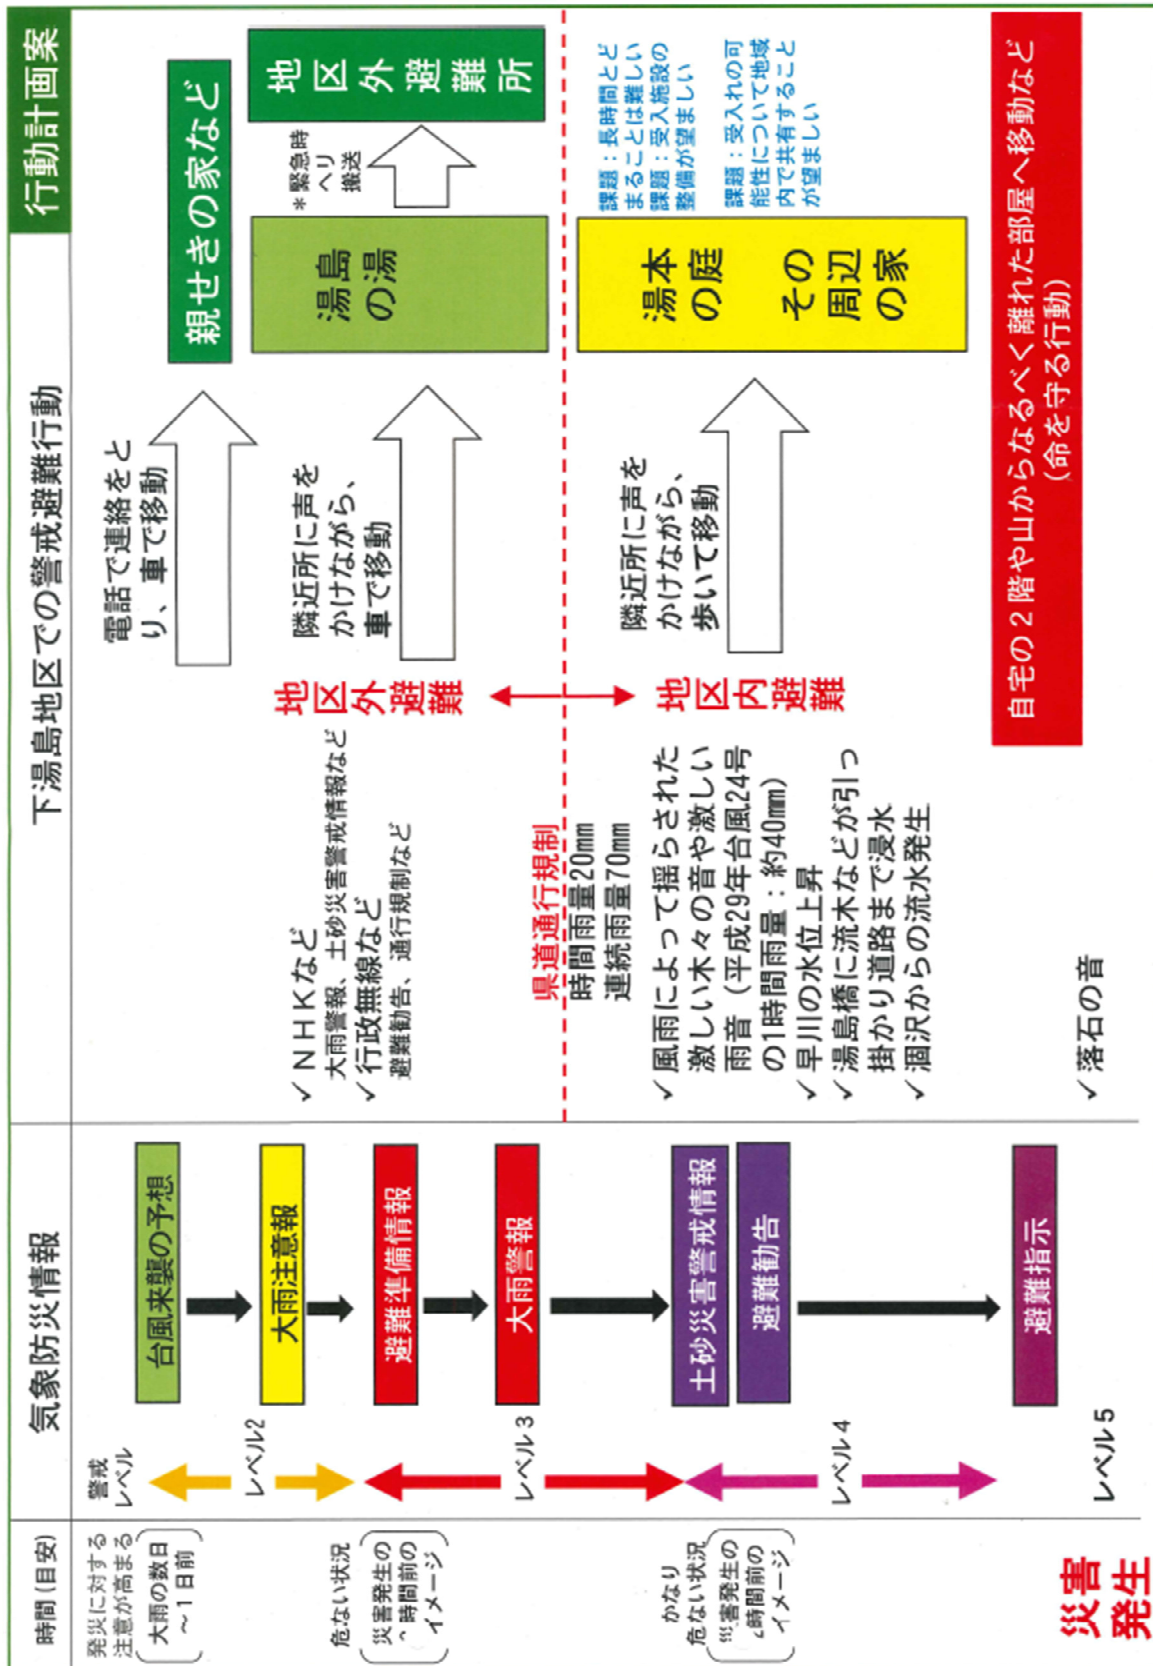 行動計画案
時間(目安)
気象防災情報
下湯島地区での警戒避難行動
発災に対する
注意が高まる
大雨の数日
～1日前
危ない状況
災害発生の
時間前の
イメージ
かなり
危ない状況
災害発生の
2時間前の
イメージ
災害
発生
警戒
レベル
レベル2
レベル3
レベル4
レベル5
台風来襲の予想
大雨注意報
避難準備情報
大雨警報
土砂災害警戒情報
避難勧告
避難指示
✓NHKなど
大雨警報、土砂災害警戒情報など
✓行政無線など
避難勧告、通行規制など
県道通行規制
時間雨量20mm
連続雨量70mm
✓風雨によって揺らされた
激しい木々の音や激しい
雨音（平成29年台風24号
の1時間雨量：約40mm）
✓早川の水位上昇
✓湯島橋に流木などが引っ
掛かり道路まで浸水
✓涸沢からの流水発生
✓落石の音
電話で連絡をと
り、車で移動
親せきの家など
地区外避難
隣近所に声を
かけながら、
車で移動
湯島
の湯
*緊急時
ヘリ
搬送
地区外避難所
地区内避難
隣近所に声を
かけながら、
歩いて移動
湯本
の庭
その
周辺
の家
課題：長時間とど
まることは難しい
課題：受入施設の
整備が望ましい
課題：受入れの可
能性について地域
内で共有すること
が望ましい
自宅の2階や山からなるべく離れた部屋へ移動など
(命を守る行動)